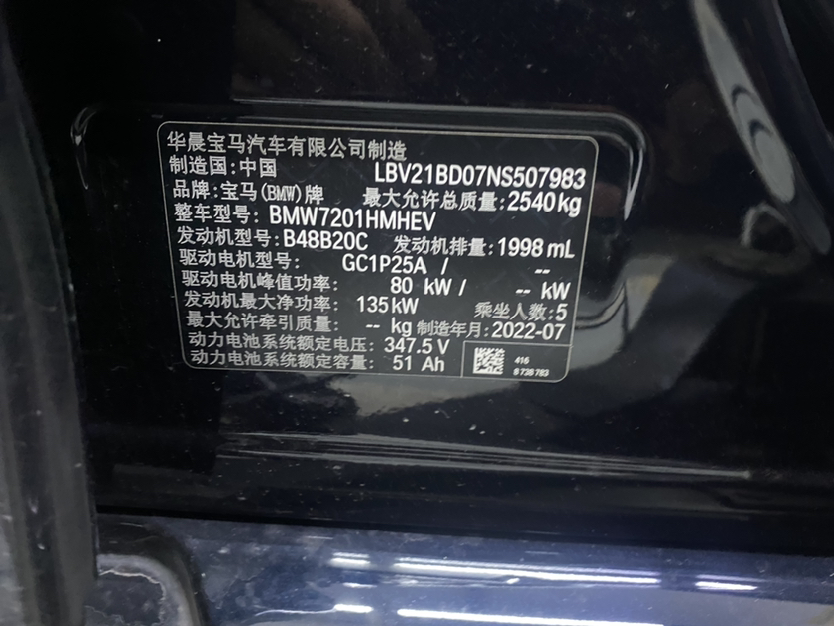 华晨宝马汽车有限公司制造
制造国:中国 LBV21BD07NS507983
品牌:宝马(BMW)牌 最大允许总质量:2540kg
整车型号: BMW7201HMHEV
发动机型号:B48B20C 发动机排量:1998 mL
驱动电机型号: GC1P25A / --
驱动电机峰值功率: 80 kW / -- kW
发动机最大净功率: 135kW 乘坐人数:5
最大允许牵引质量: -- kg 制造年月:2022-07
动力电池系统额定电压: 347.5 V
动力电池系统额定容量: 51 Ah
416
8 738 783